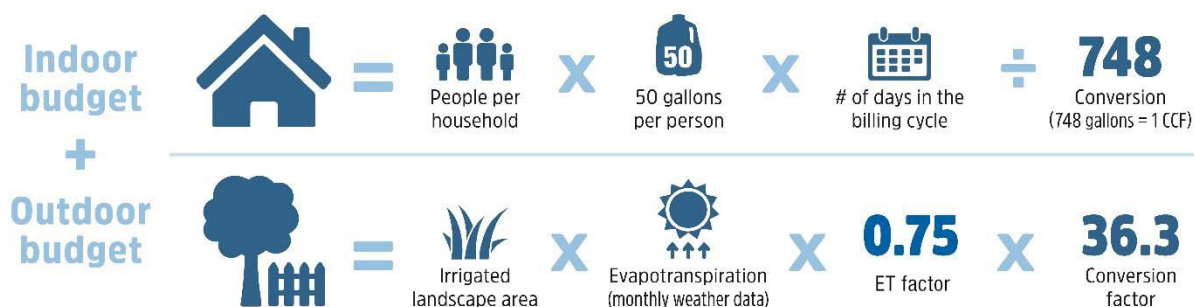 Indoor
budget
+
Outdoor
budget
=
People per
household
x
50
50 gallons
per person
x
# of days in the
billing cycle
÷
748
Conversion
(748 gallons = 1 CCF)
=
Irrigated
landscape area
x
Evapotranspiration
(monthly weather data)
x
0.75
ET factor
x
36.3
Conversion
factor